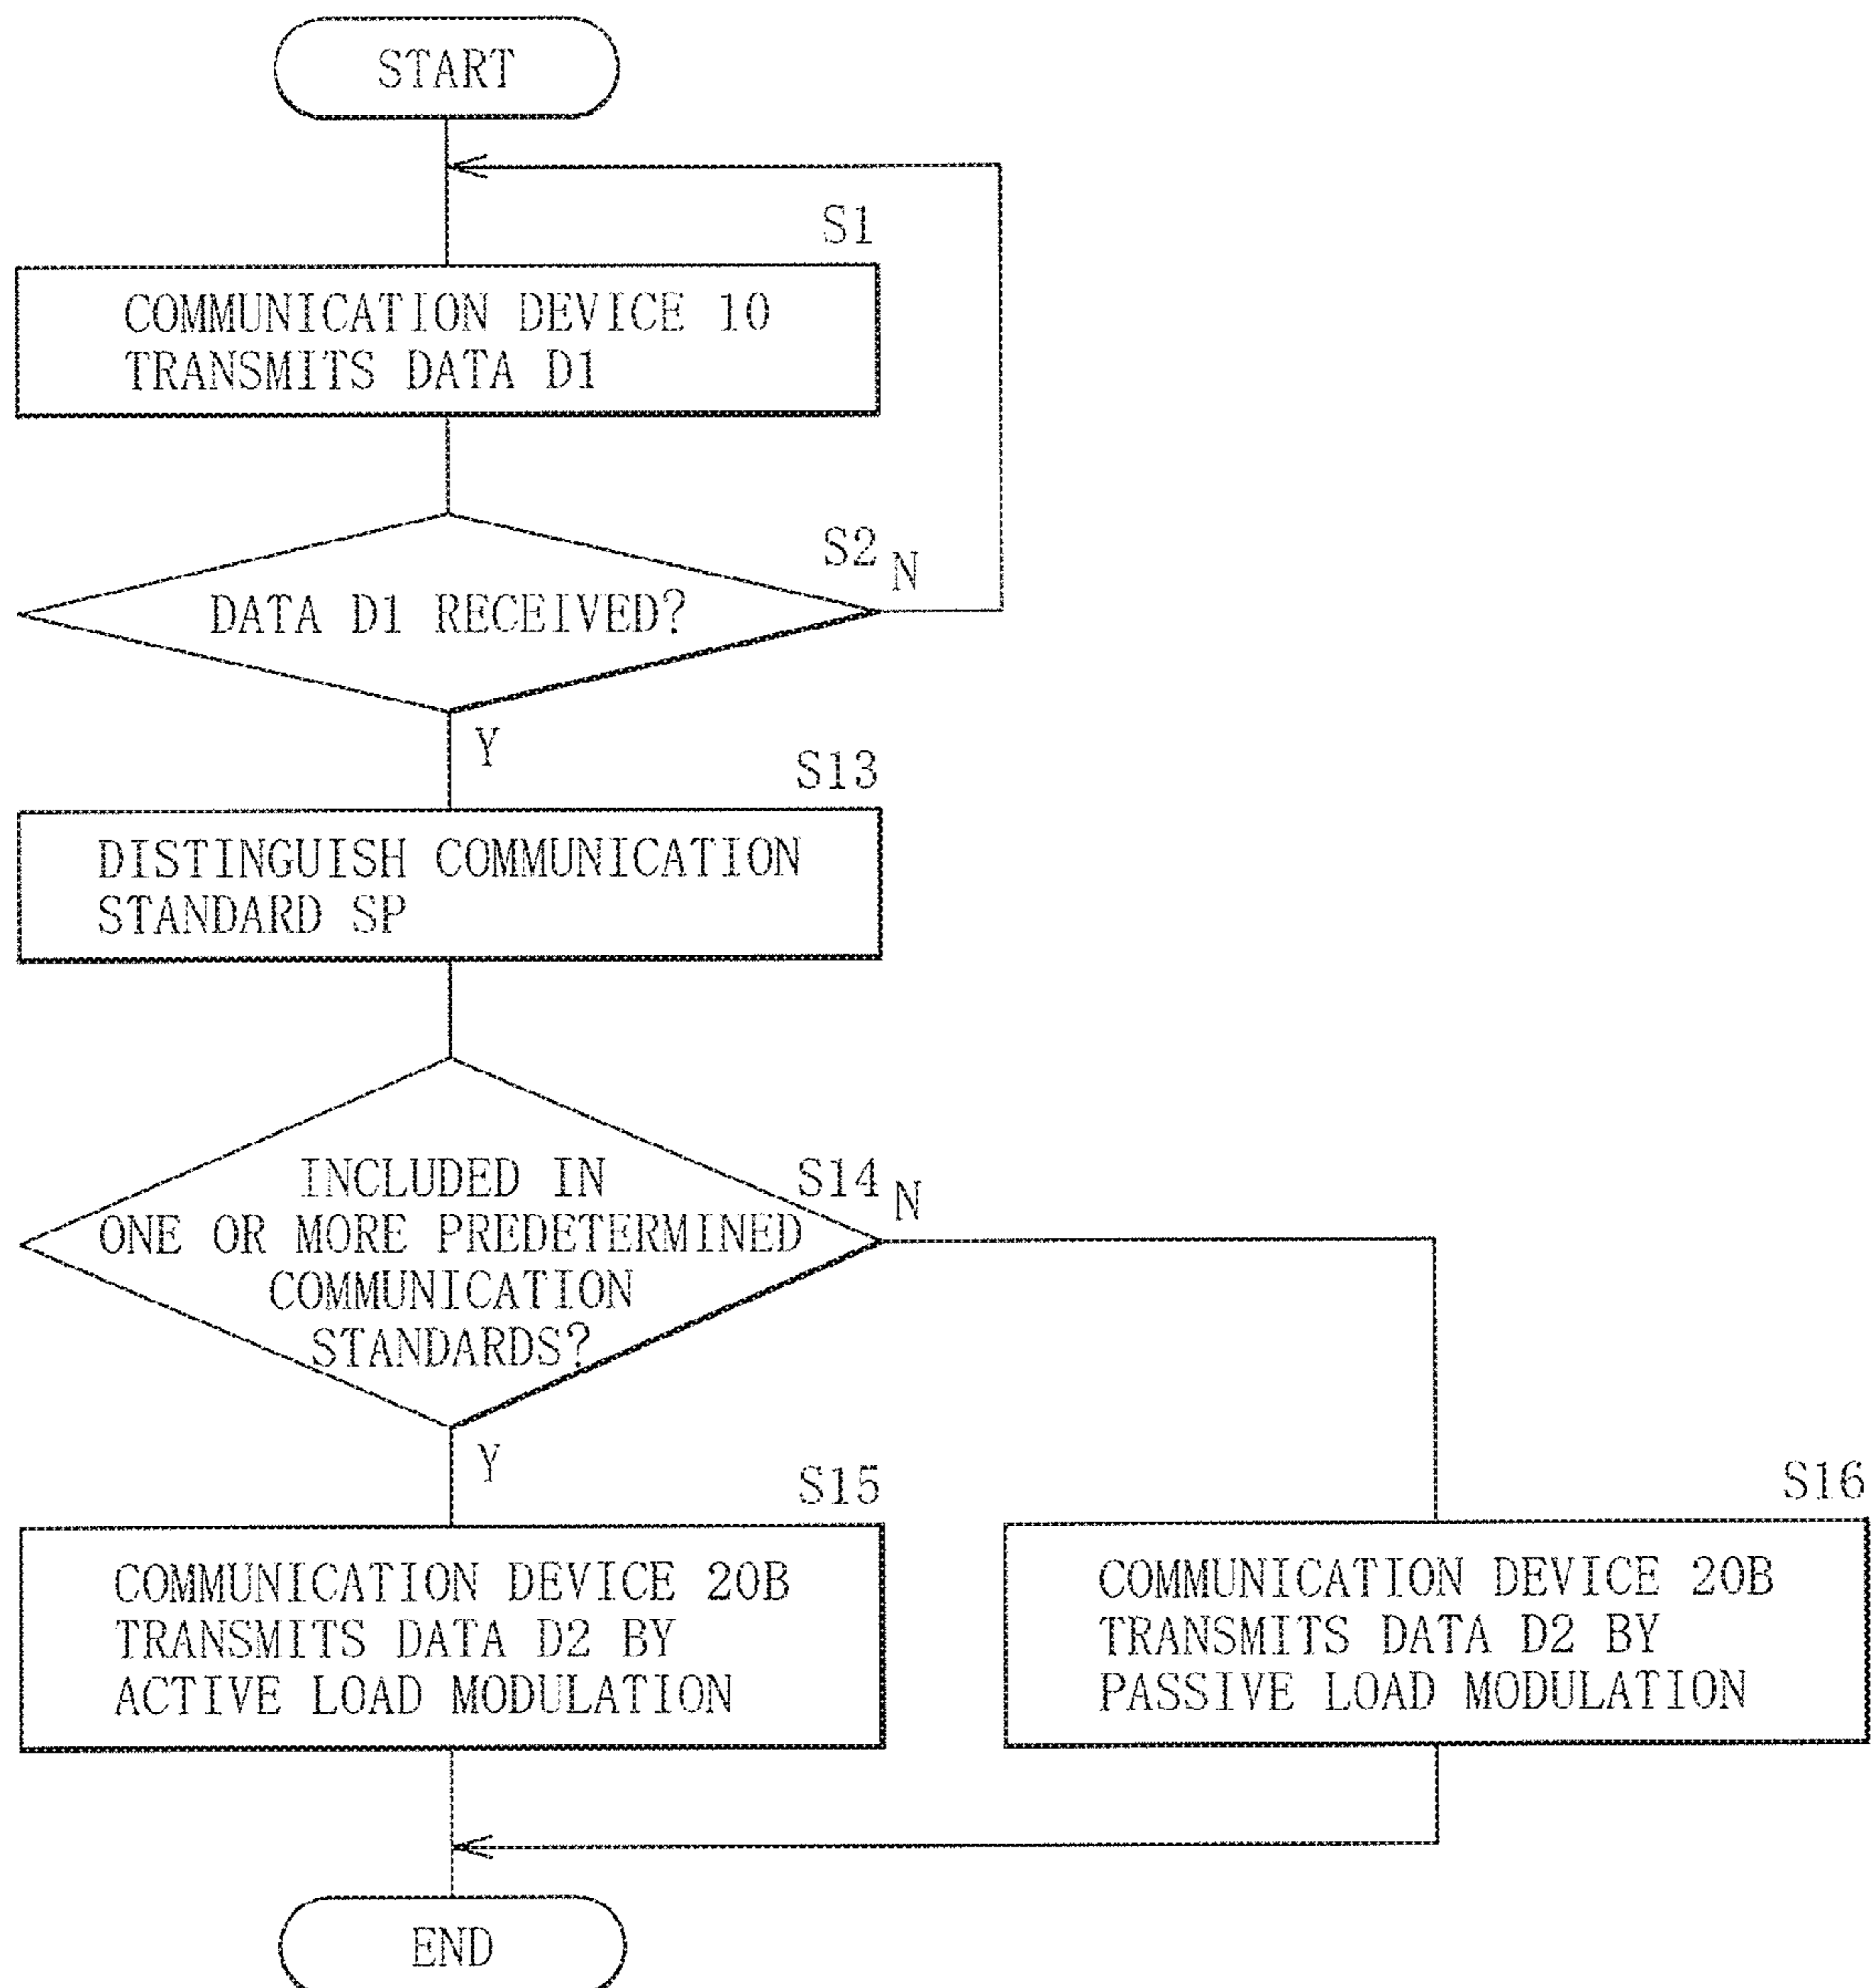 START
S1
COMMUNICATION DEVICE 10
TRANSMITS DATA D1
S2
N
DATA D1 RECEIVED?
Y
S13
DISTINGUISH COMMUNICATION
STANDARD SP
S14
N
INCLUDED IN
ONE OR MORE PREDETERMINED
COMMUNICATION
STANDARDS?
Y
S15
COMMUNICATION DEVICE 20B
TRANSMITS DATA D2 BY
ACTIVE LOAD MODULATION
S16
COMMUNICATION DEVICE 20B
TRANSMITS DATA D2 BY
PASSIVE LOAD MODULATION
END